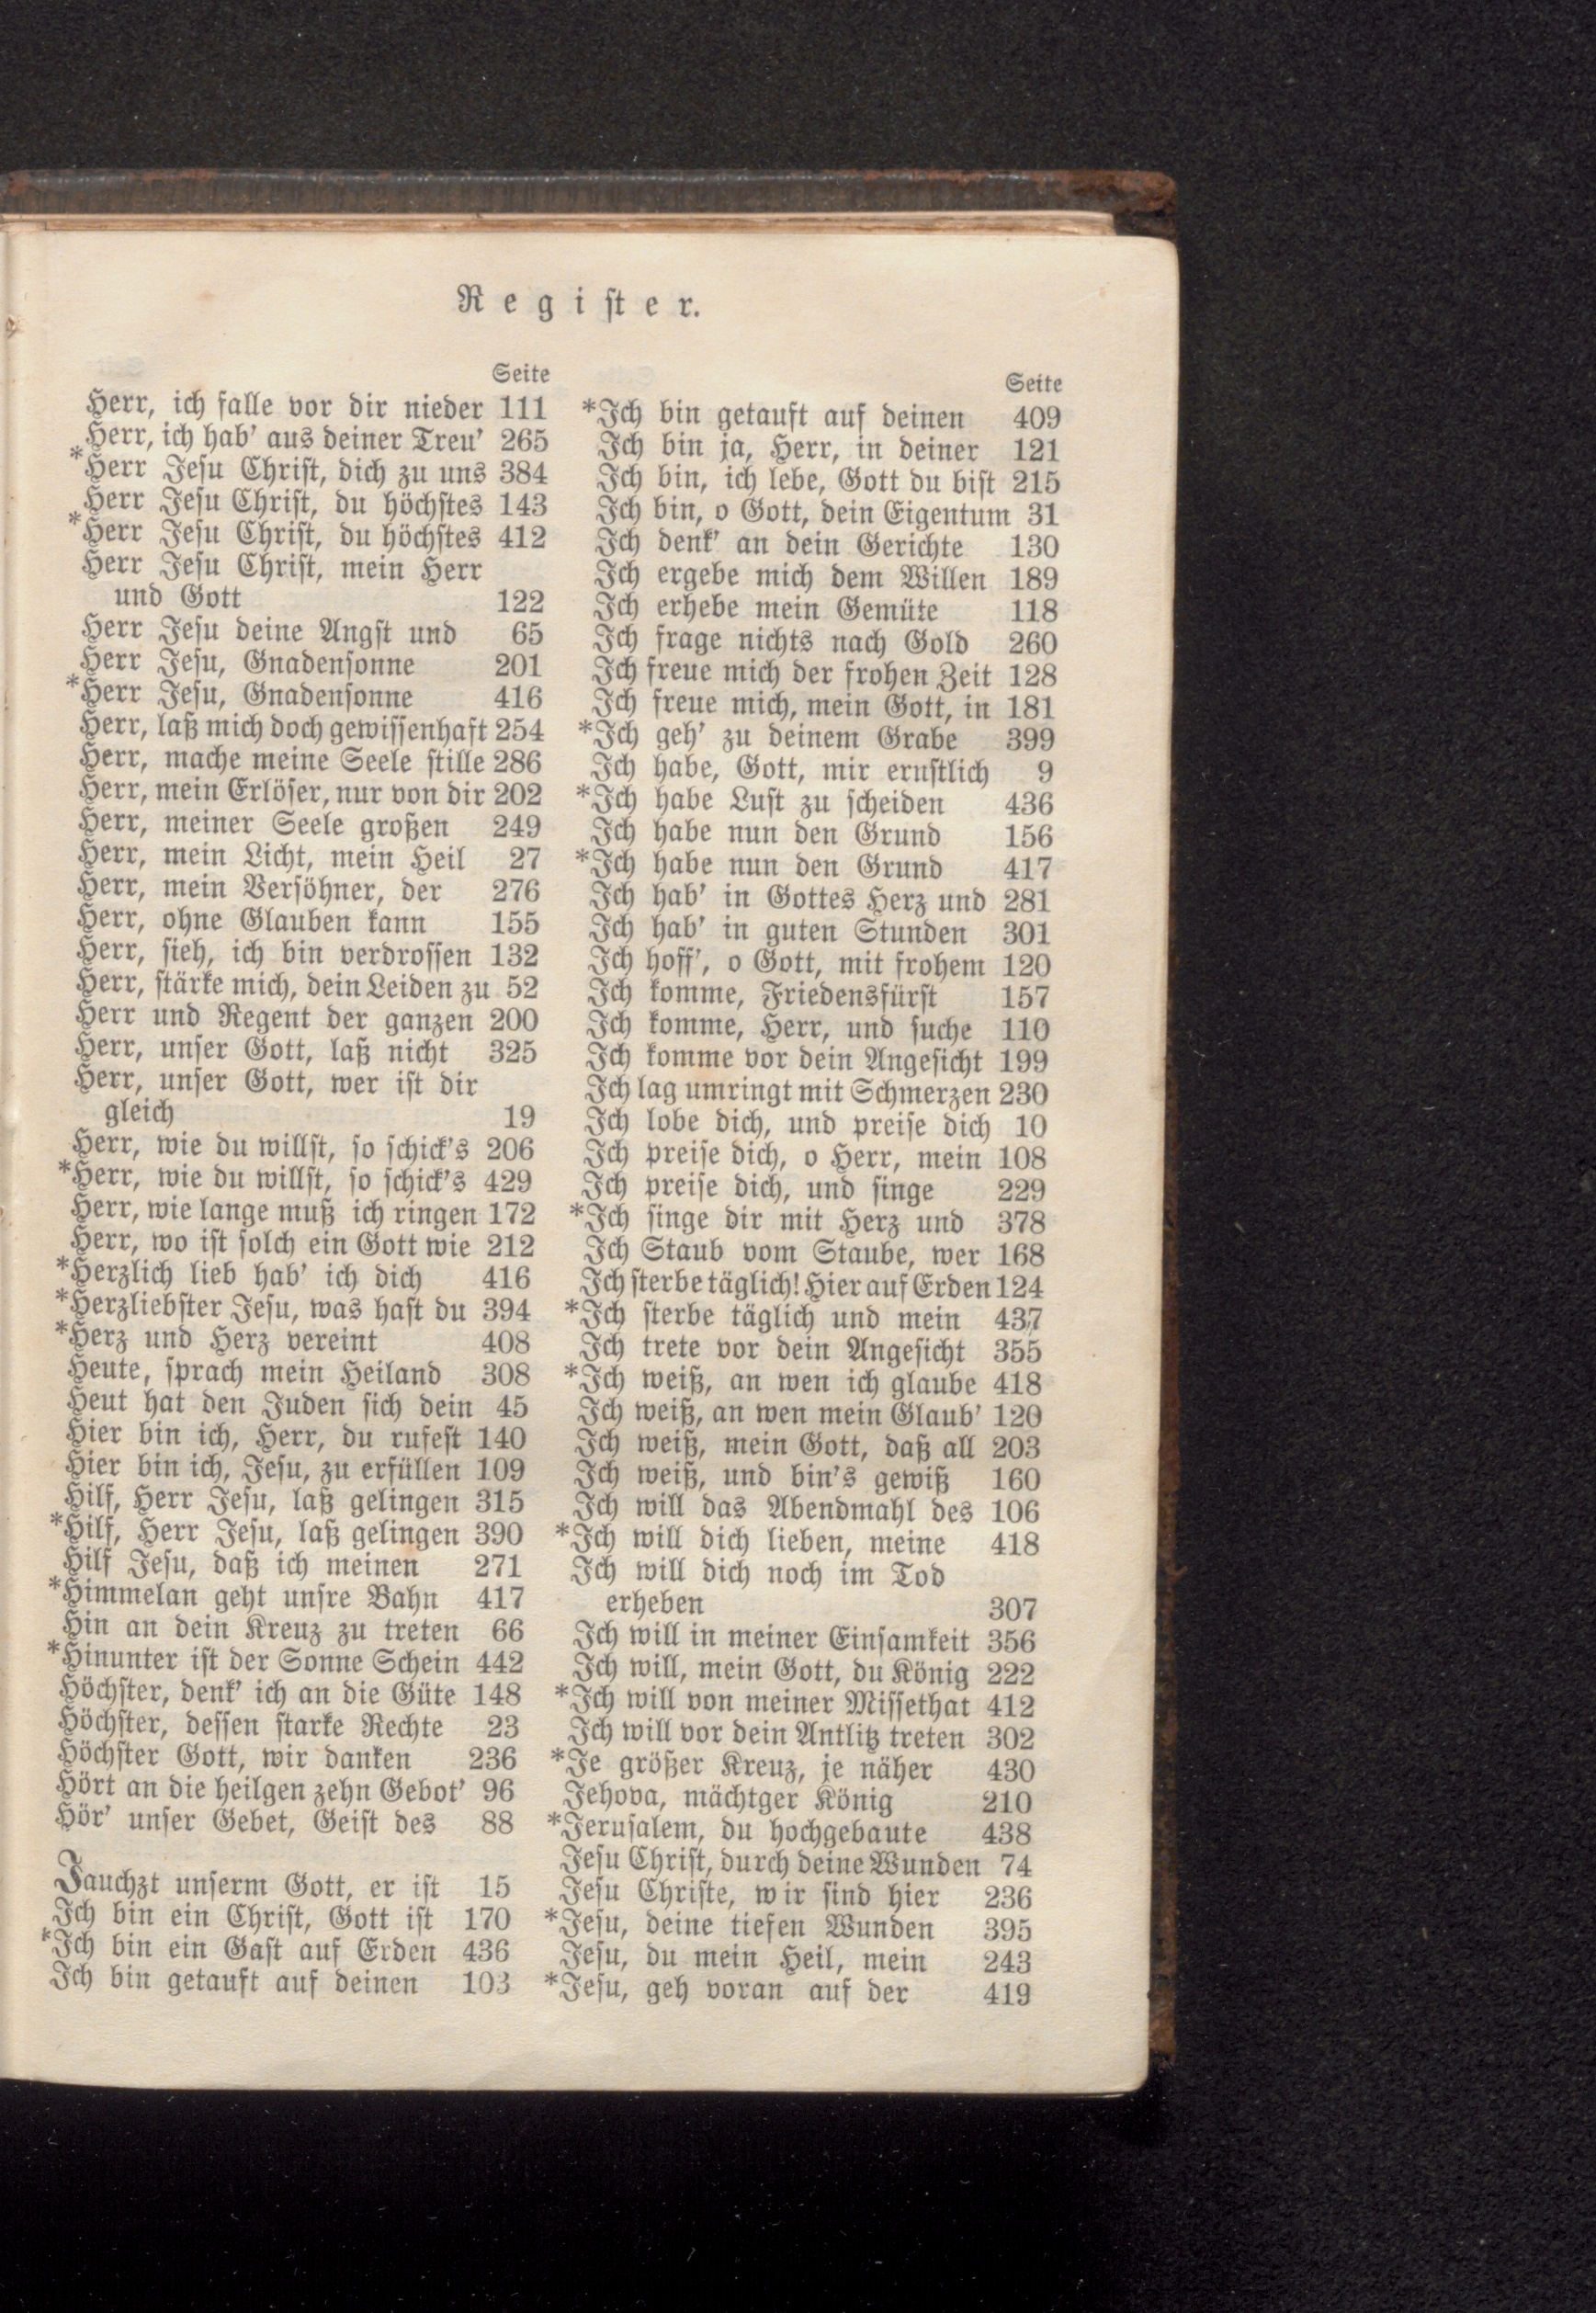 Register.
Seite
Herr, ich falle vor dir nieder 111
Herr, ich hab' aus deiner Treu' 265
*Herr Jesu Christ, dich zu uns 384
Herr Jesu Christ, du höchstes 143
*Herr Jesu Christ, du höchstes 412
Herr Jesu Christ, mein Herr
und Gott 122
Herr Jesu deine Angst und 65
Herr Jesu, Gnadensonne 201
*Herr Jesu, Gnadensonne 416
Herr, laß mich doch gewissenhaft 254
Herr, mache meine Seele stille 286
Herr, mein Erlöser, nur von dir 202
Herr, meiner Seele großen 249
Herr, mein Licht, mein Heil 27
Herr, mein Versöhner, der 276
Herr, ohne Glauben kann 155
Herr, sieh, ich bin verdrossen 132
Herr, stärke mich, dein Leiden zu 52
Herr und Regent der ganzen 200
Herr, unser Gott, laß nicht 325
Herr, unser Gott, wer ist dir
gleich 19
Herr, wie du willst, so schick's 206
*Herr, wie du willst, so schick's 429
Herr, wie lange muß ich ringen 172
Herr, wo ist solch ein Gott wie 212
*Herzlich lieb hab' ich dich 416
*Herzliebster Jesu, was hast du 394
*Herz und Herz vereint 408
Heute, sprach mein Heiland 308
Heut hat den Juden sich dein 45
Hier bin ich, Herr, du rufest 140
Hier bin ich, Jesu, zu erfüllen 109
Hilf, Herr Jesu, laß gelingen 315
*Hilf, Herr Jesu, laß gelingen 390
Hilf Jesu, daß ich meinen 271
*Himmelan geht unsre Bahn 417
Hin an dein Kreuz zu treten 66
*Hinunter ist der Sonne Schein 442
Höchster, denk' ich an die Güte 148
Höchster, dessen starke Rechte 23
Höchster Gott, wir danken 236
Hört an die heilgen zehn Gebot' 96
Hör' unser Gebet, Geist des 88
Jauchzt unserm Gott, er ist 15
Ich bin ein Christ, Gott ist 170
*Ich bin ein Gast auf Erden 436
Ich bin getauft auf deinen 103
Seite
*Ich bin getauft auf deinen 409
Ich bin ja, Herr, in deiner 121
Ich bin, ich lebe, Gott du bist 215
Ich bin, o Gott, dein Eigentum 31
Ich denk' an dein Gerichte 130
Ich ergebe mich dem Willen 189
Ich erhebe mein Gemüte 118
Ich frage nichts nach Gold 260
Ich freue mich der frohen Zeit 128
Ich freue mich, mein Gott, in 181
*Ich geh' zu deinem Grabe 399
Ich habe, Gott, mir ernstlich 9
*Ich habe Lust zu scheiden 436
Ich habe nun den Grund 156
*Ich habe nun den Grund 417
Ich hab' in Gottes Herz und 281
Ich hab' in guten Stunden 301
Ich hoff', o Gott, mit frohem 120
Ich komme, Friedensfürst 157
Ich komme, Herr, und suche 110
Ich komme vor dein Angesicht 199
Ich lag umringt mit Schmerzen 230
Ich lobe dich, und preise dich 10
Ich preise dich, o Herr, mein 108
Ich preise dich, und singe 229
*Ich singe dir mit Herz und 378
Ich Staub vom Staube, wer 168
Ich sterbe täglich! Hier auf Erden 124
*Ich sterbe täglich und mein 437
Ich trete vor dein Angesicht 355
*Ich weiß, an wen ich glaube 418
Ich weiß, an wen mein Glaub' 120
Ich weiß, mein Gott, daß all 203
Ich weiß, und bin's gewiß 160
Ich will das Abendmahl des 106
*Ich will dich lieben, meine 418
Ich will dich noch im Tod
erheben 307
Ich will in meiner Einsamkeit 356
Ich will, mein Gott, du König 222
*Ich will von meiner Missethat 412
Ich will vor dein Antlitz treten 302
*Je größer Kreuz, je näher 430
Jehova, mächtger König 210
*Jerusalem, du hochgebaute 438
Jesu Christ, durch deine Wunden 74
Jesu Christe, wir sind hier 236
*Jesu, deine tiefen Wunden 395
Jesu, du mein Heil, mein 243
*Jesu, geh voran auf der 419